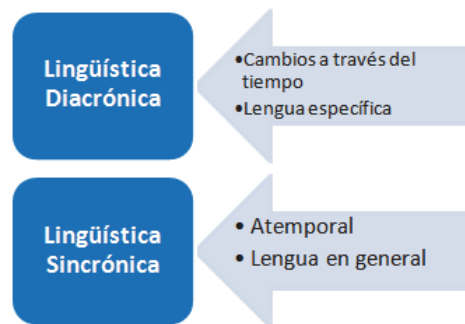 Lingüística
Diacrónica
•Cambios a través del
tiempo
•Lengua específica
Lingüística
Sincrónica
• Atemporal
• Lengua en general